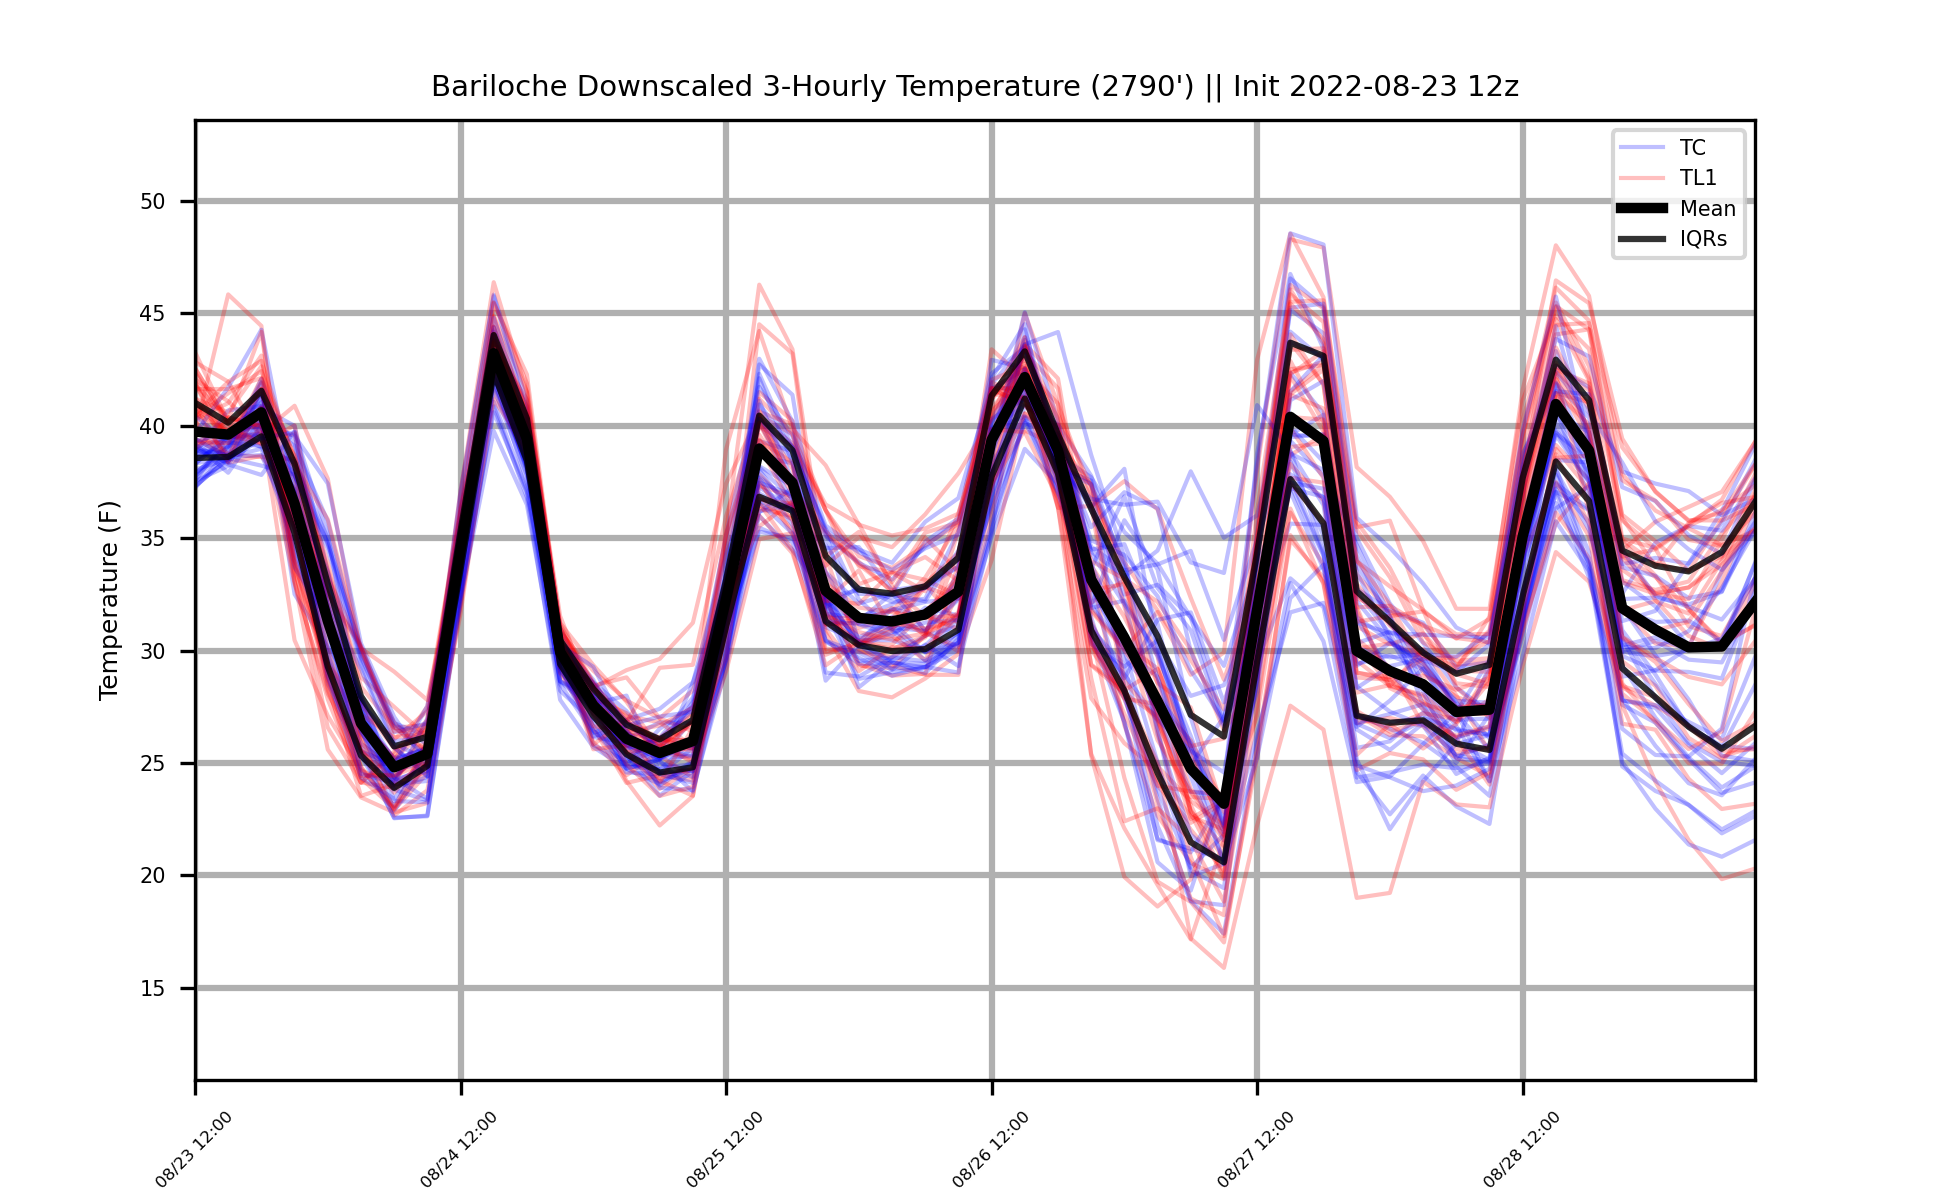 Bariloche Downscaled 3-Hourly Temperature (2790') || Init 2022-08-23 12z
TC
TL1
Mean
IQRs
Temperature (F)
50
45
40
35
30
25
20
15
08/23 12:00
08/24 12:00
08/25 12:00
08/26 12:00
08/27 12:00
08/28 12:00